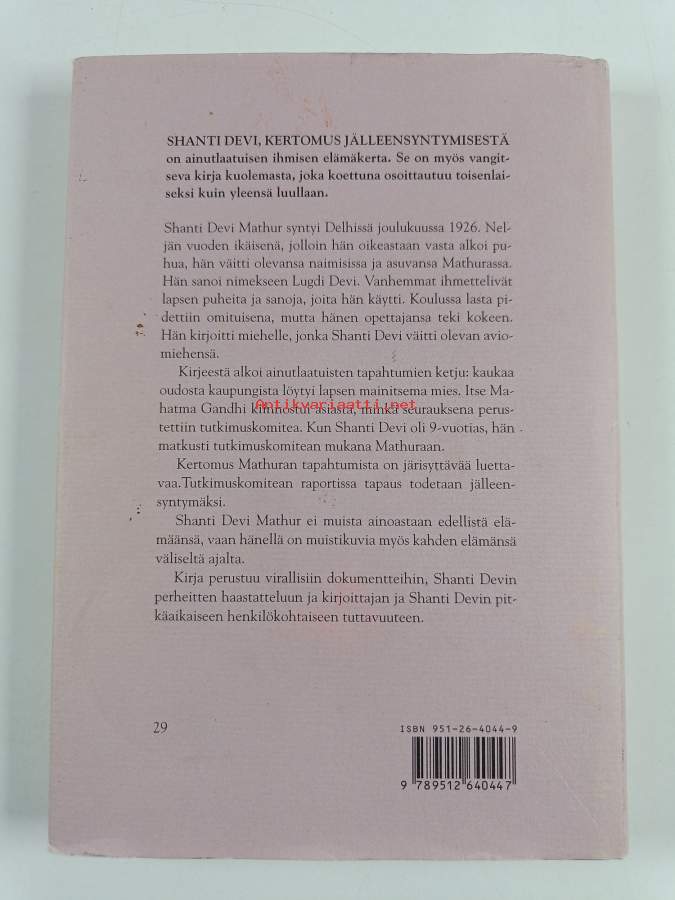 SHANTI DEVI, KERTOMUS JÄLLEENSYNTYMISESTÄ
on ainutlaatuisen ihmisen elämäkerta. Se on myös vangit-
seva kirja kuolemasta, joka koettuna osoittautuu toisenlai-
seksi kuin yleensä luullaan.
Shanti Devi Mathur syntyi Delhissä joulukuussa 1926. Nel-
jän vuoden ikäisenä, jolloin hän oikeastaan vasta alkoi pu-
hua, hän väitti olevansa naimisissa ja asuvansa Mathurassa.
Hän sanoi nimekseen Lugdi Devi. Vanhemmat ihmettelivät
lapsen puheita ja sanoja, joita hän käytti. Koulussa lasta pi-
dettiin omituisena, mutta hänen opettajansa teki kokeen.
Hän kirjoitti miehelle, jonka Shanti Devi väitti olevan avio-
miehensä.
Kirjeestä alkoi ainutlaatuisten tapahtumien ketju: kaukaa
oudosta kaupungista löytyi lapsen mainitsema mies. Itse Ma-
hatma Gandhi kiinnostui asiasta, minkä seurauksena perus-
Antikvariaatti.net
tettiin tutkimuskomitea. Kun Shanti Devi oli 9-vuotias, hän
matkusti tutkimuskomitean mukana Mathuraan.
Kertomus Mathuran tapahtumista on järisyttävää luetta-
vaa.Tutkimuskomitean raportissa tapaus todetaan jälleen-
syntymäksi.
Shanti Devi Mathur ei muista ainoastaan edellistä elä-
määnsä, vaan hänellä on muistikuvia myös kahden elämänsä
väliseltä ajalta.
Kirja perustuu virallisiin dokumentteihin, Shanti Devin
perheitten haastatteluun ja kirjoittajan ja Shanti Devin pit-
käaikaiseen henkilökohtaiseen tuttavuuteen.
29
ISBN 951-26-4044-9
9 789512 640447